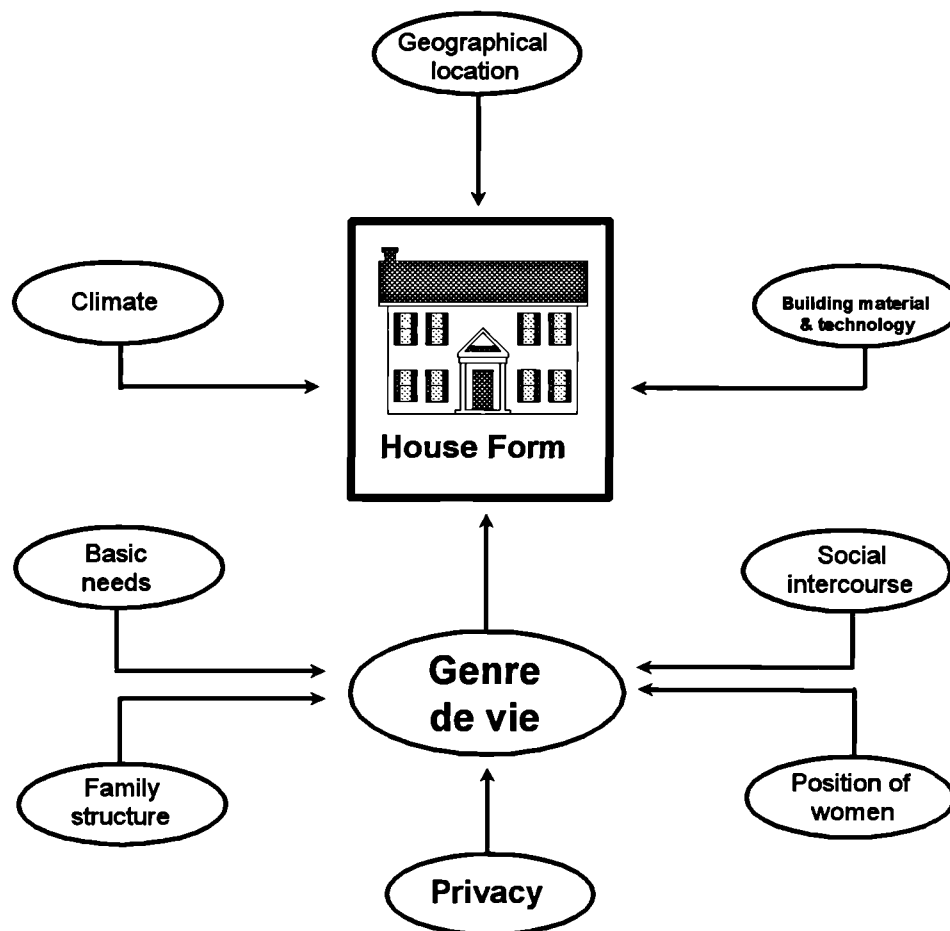 Geographical
location
Climate
Building material
& technology
House Form
Basic
needs
Social
intercourse
Genre
de vie
Family
structure
Position of
women
Privacy